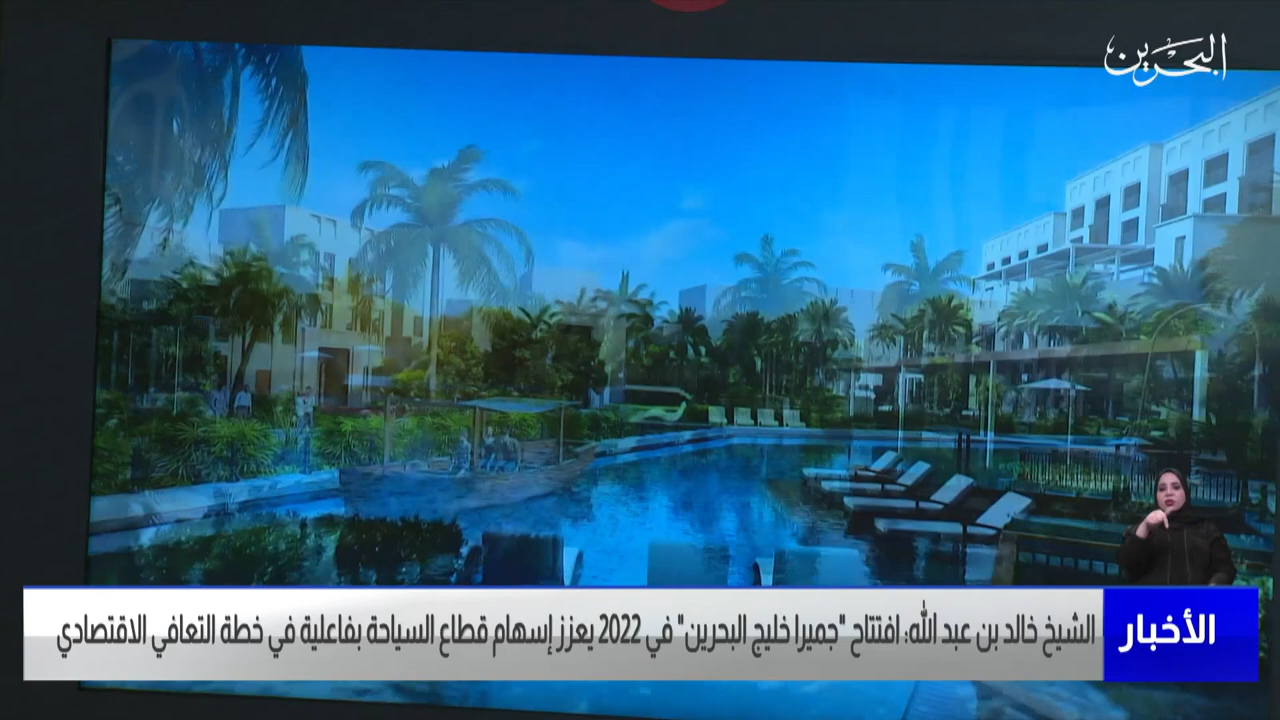 البحرين
الأخبار
الشيخ خالد بن عبد الله: افتتاح "جميرا خليج البحرين" في 2022 يعزز إسهام قطاع السياحة بفاعلية في خطة التعافي الاقتصادي